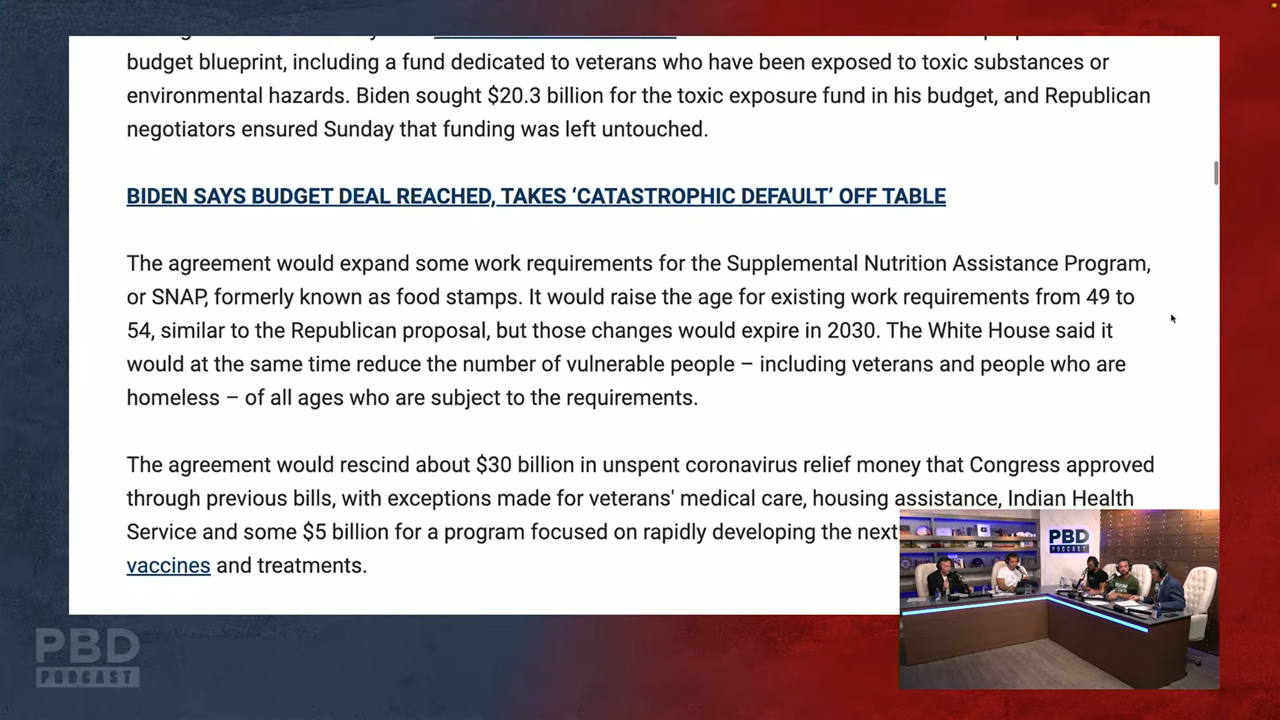 budget blueprint, including a fund dedicated to veterans who have been exposed to toxic substances or
environmental hazards. Biden sought $20.3 billion for the toxic exposure fund in his budget, and Republican
negotiators ensured Sunday that funding was left untouched.
BIDEN SAYS BUDGET DEAL REACHED, TAKES ‘CATASTROPHIC DEFAULT’ OFF TABLE
The agreement would expand some work requirements for the Supplemental Nutrition Assistance Program,
or SNAP, formerly known as food stamps. It would raise the age for existing work requirements from 49 to
54, similar to the Republican proposal, but those changes would expire in 2030. The White House said it
would at the same time reduce the number of vulnerable people – including veterans and people who are
homeless – of all ages who are subject to the requirements.
The agreement would rescind about $30 billion in unspent coronavirus relief money that Congress approved
through previous bills, with exceptions made for veterans' medical care, housing assistance, Indian Health
Service and some $5 billion for a program focused on rapidly developing the next
vaccines and treatments.
PBD
PODCAST
PBD
PODCAST